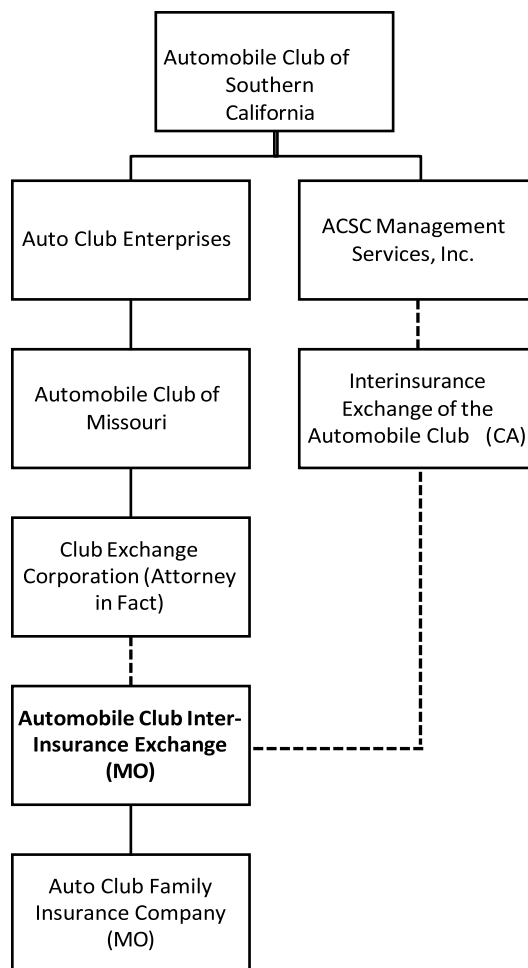 Automobile Club of
Southern
California
Auto Club Enterprises
ACSC Management
Services, Inc.
Automobile Club of
Missouri
Interinsurance
Exchange of the
Automobile Club (CA)
Club Exchange
Corporation (Attorney
in Fact)
Automobile Club Inter-
Insurance Exchange
(MO)
Auto Club Family
Insurance Company
(MO)